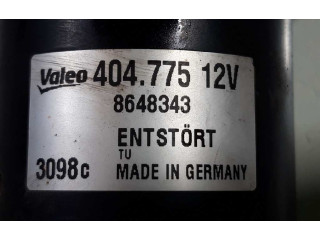 Valeo 404.775 12V
8648343
ENTSTÖRT
TU
3098c MADE IN GERMANY